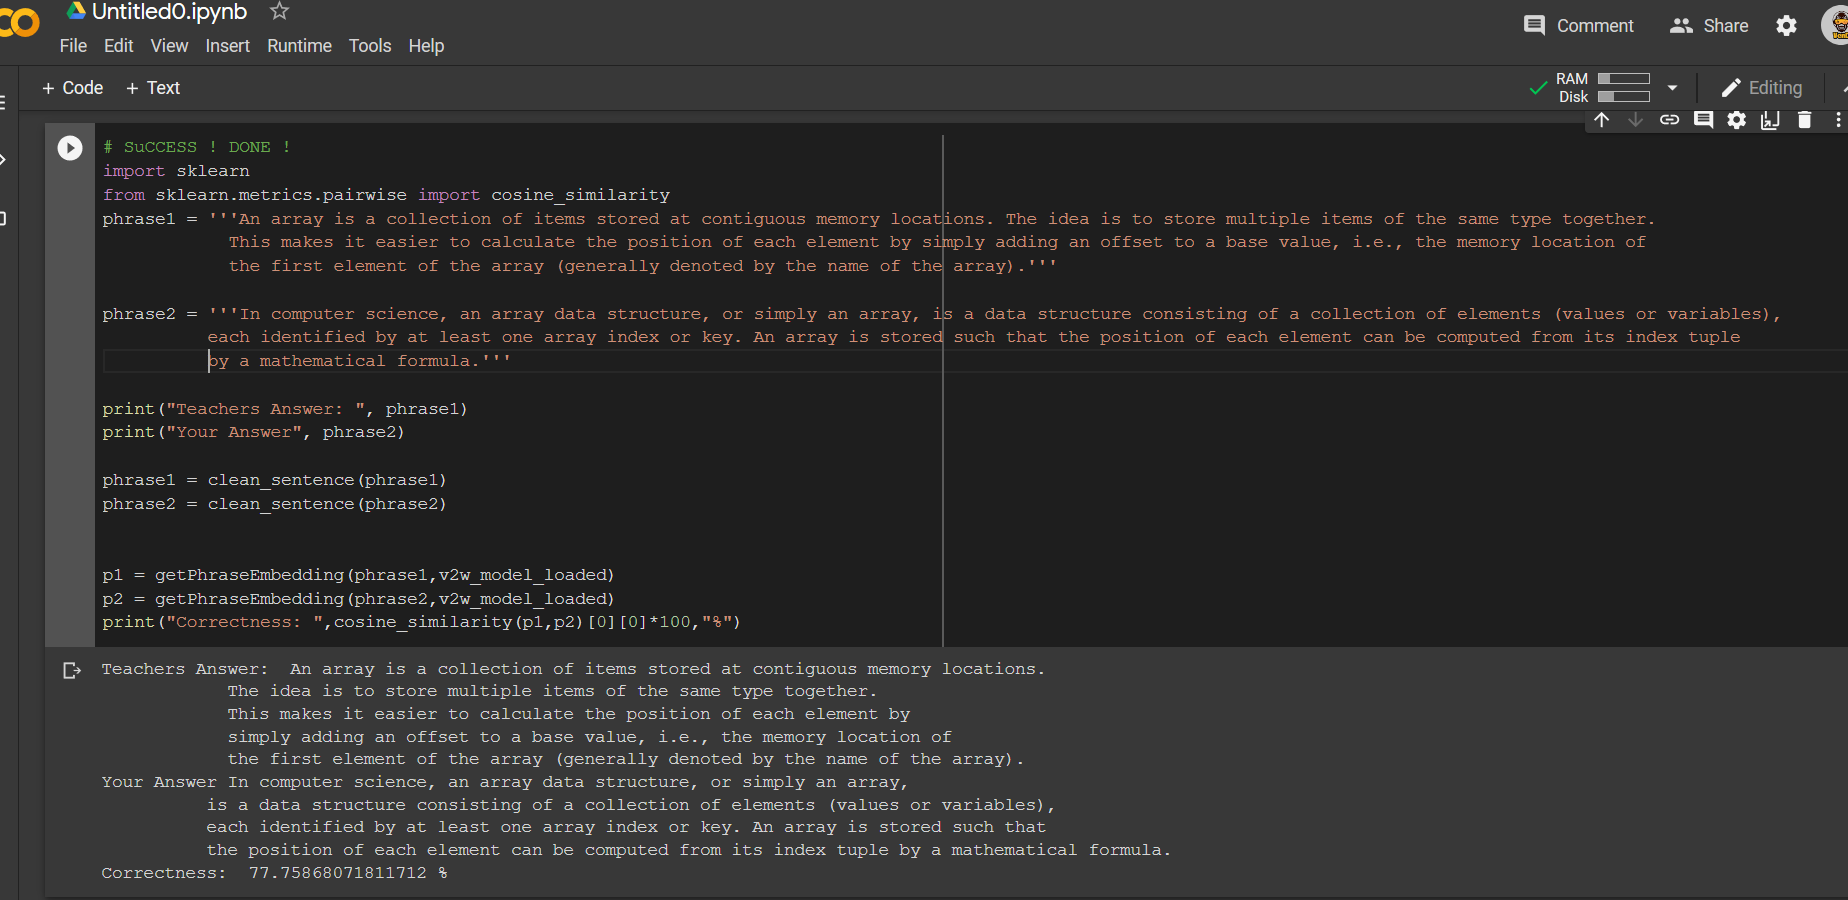 Untitled0.ipynb
File Edit View Insert Runtime Tools Help
Comment Share
+ Code + Text
RAM
Disk
Editing
# SuCCESS ! DONE !
import sklearn
from sklearn.metrics.pairwise import cosine_similarity
phrase1 = '''An array is a collection of items stored at contiguous memory locations. The idea is to store multiple items of the same type together.
This makes it easier to calculate the position of each element by simply adding an offset to a base value, i.e., the memory location of
the first element of the array (generally denoted by the name of the array).'''
phrase2 = '''In computer science, an array data structure, or simply an array, is a data structure consisting of a collection of elements (values or variables),
each identified by at least one array index or key. An array is stored such that the position of each element can be computed from its index tuple
by a mathematical formula.'''
print("Teachers Answer: ", phrase1)
print("Your Answer", phrase2)
phrase1 = clean_sentence(phrase1)
phrase2 = clean_sentence(phrase2)
p1 = getPhraseEmbedding(phrase1,v2w_model_loaded)
p2 = getPhraseEmbedding(phrase2,v2w_model_loaded)
print("Correctness: ",cosine_similarity(p1,p2)[0][0]*100,"%")
Teachers Answer:  An array is a collection of items stored at contiguous memory locations.
The idea is to store multiple items of the same type together.
This makes it easier to calculate the position of each element by
simply adding an offset to a base value, i.e., the memory location of
the first element of the array (generally denoted by the name of the array).
Your Answer In computer science, an array data structure, or simply an array,
is a data structure consisting of a collection of elements (values or variables),
each identified by at least one array index or key. An array is stored such that
the position of each element can be computed from its index tuple by a mathematical formula.
Correctness:  77.75868071811712 %